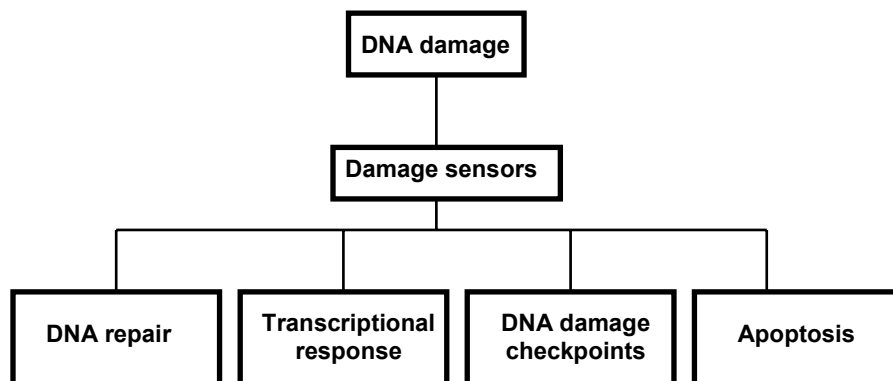 DNA damage
Damage sensors
DNA repair
Transcriptional
response
DNA damage
checkpoints
Apoptosis